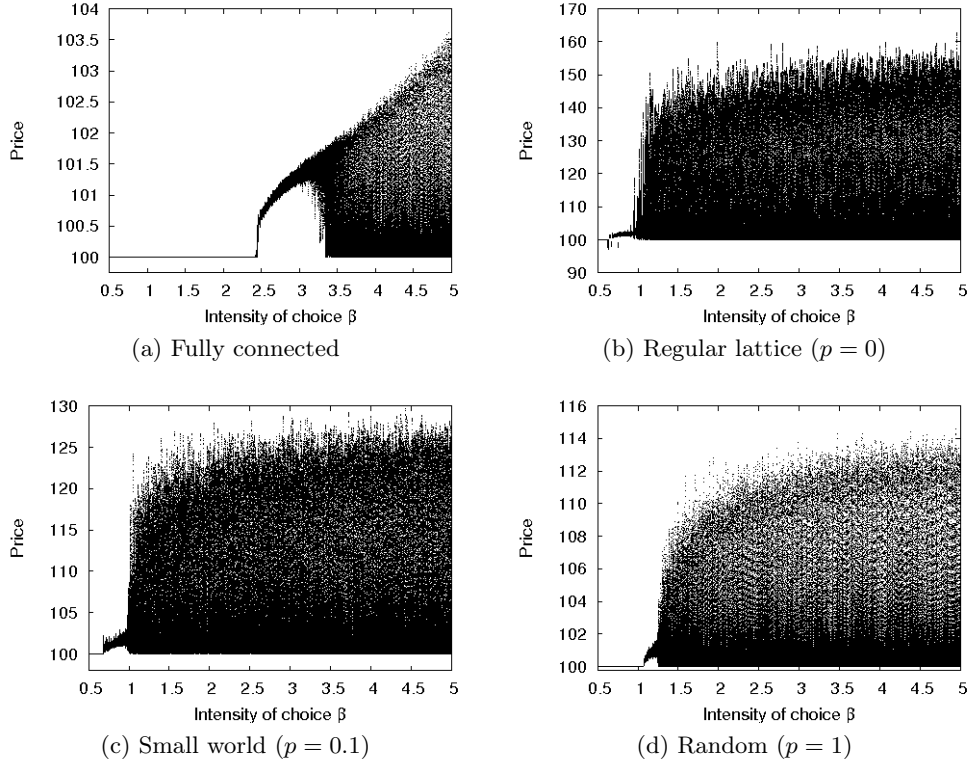 104
103
102
101.5
101
100.5
100
Price
0.5 1 1.5 2 2.5 3 3.5 4 4.5 5
Intensity of choice β
(a) Fully connected
170
160
150
140
130
120
110
100
90
Price
0.5 1 1.5 2 2.5 3 3.5 4 4.5 5
Intensity of choice β
(b) Regular lattice (p = 0)
130
125
120
115
110
105
100
Price
0.5 1 1.5 2 2.5 3 3.5 4 4.5 5
Intensity of choice β
(c) Small world (p = 0.1)
116
114
112
108
106
104
102
100
Price
0.5 1 1.5 2 2.5 3 3.5 4 4.5 5
Intensity of choice β
(d) Random (p = 1)